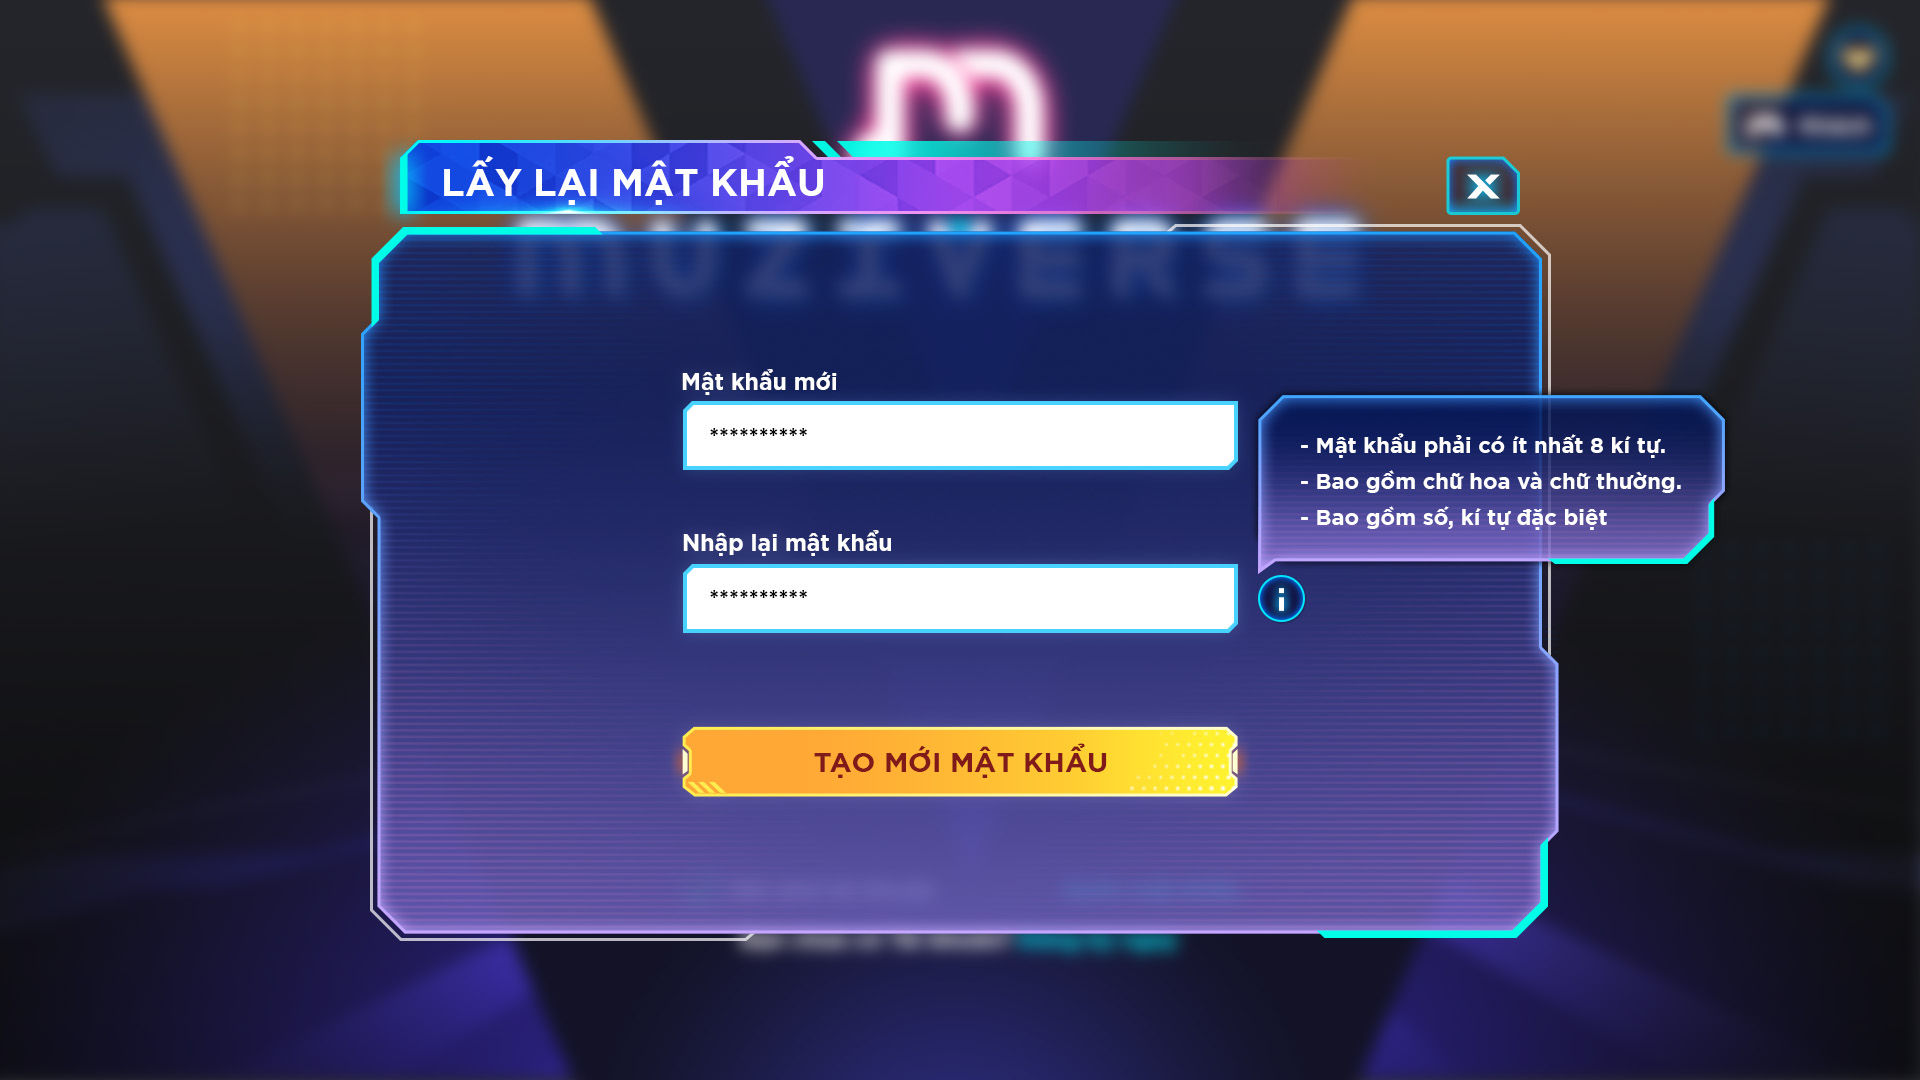 LẤY LẠI MẬT KHẨU
MUZIVERSE
Mật khẩu mới
**********
- Mật khẩu phải có ít nhất 8 kí tự.
- Bao gồm chữ hoa và chữ thường.
- Bao gồm số, kí tự đặc biệt
Nhập lại mật khẩu
**********
TẠO MỚI MẬT KHẨU